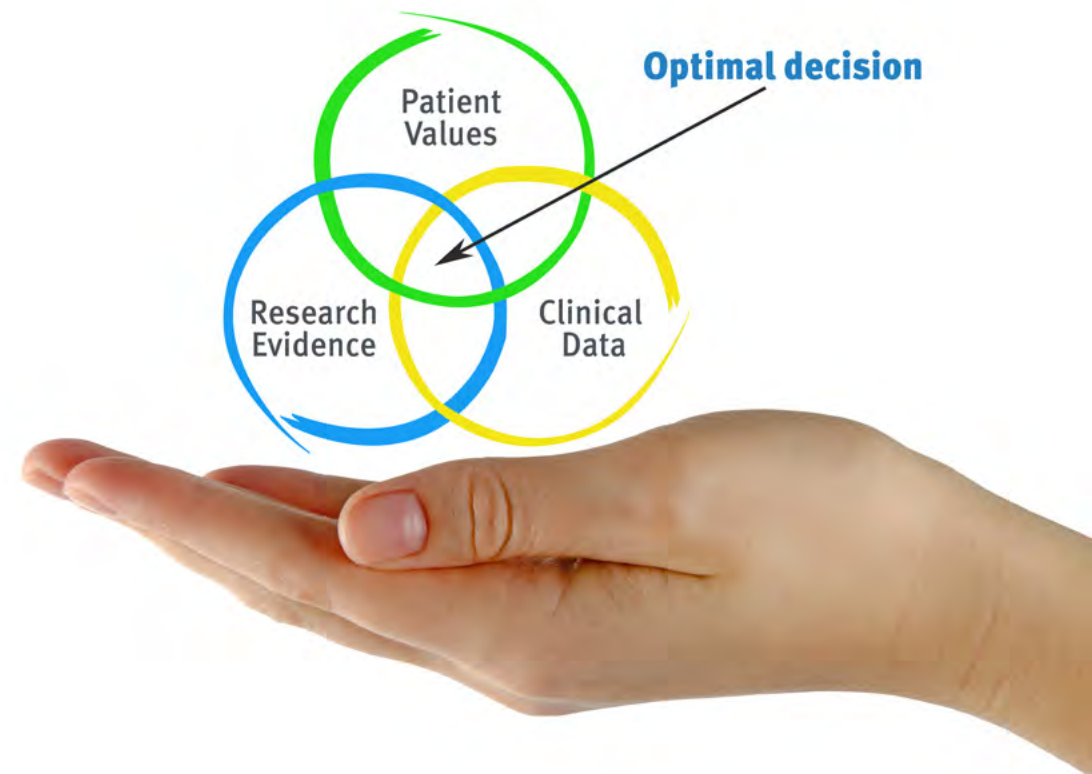 Optimal decision
Patient
Values
Research
Evidence
Clinical
Data